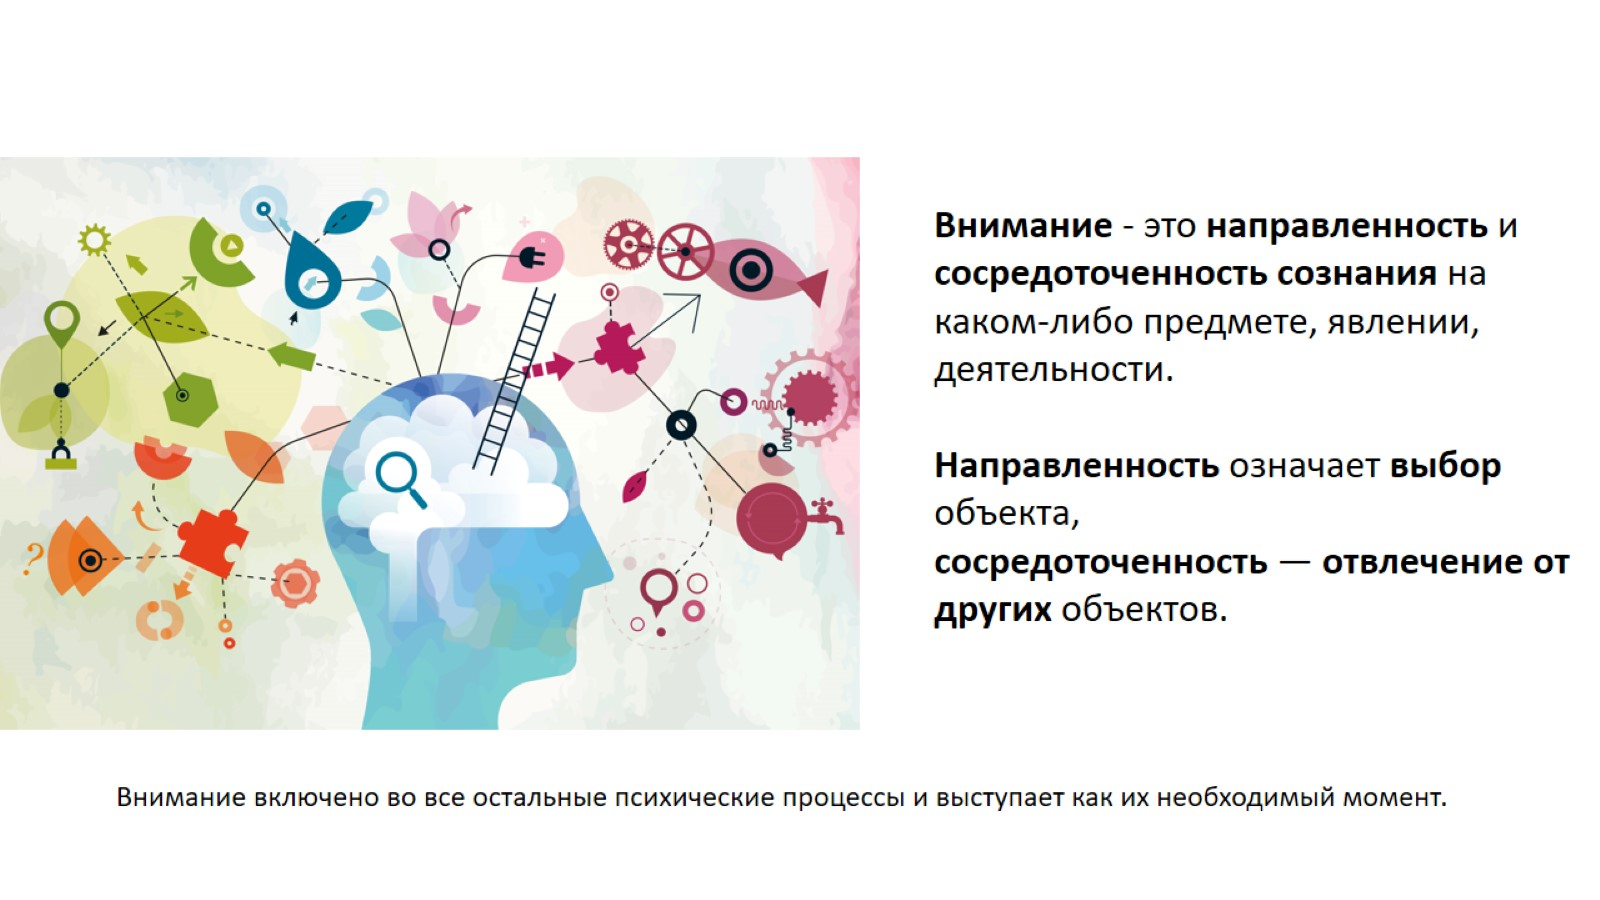 Внимание - это направленность и
сосредоточенность сознания на
каком-либо предмете, явлении,
деятельности.
Направленность означает выбор
объекта,
сосредоточенность — отвлечение от
других объектов.
?
Внимание включено во все остальные психические процессы и выступает как их необходимый момент.